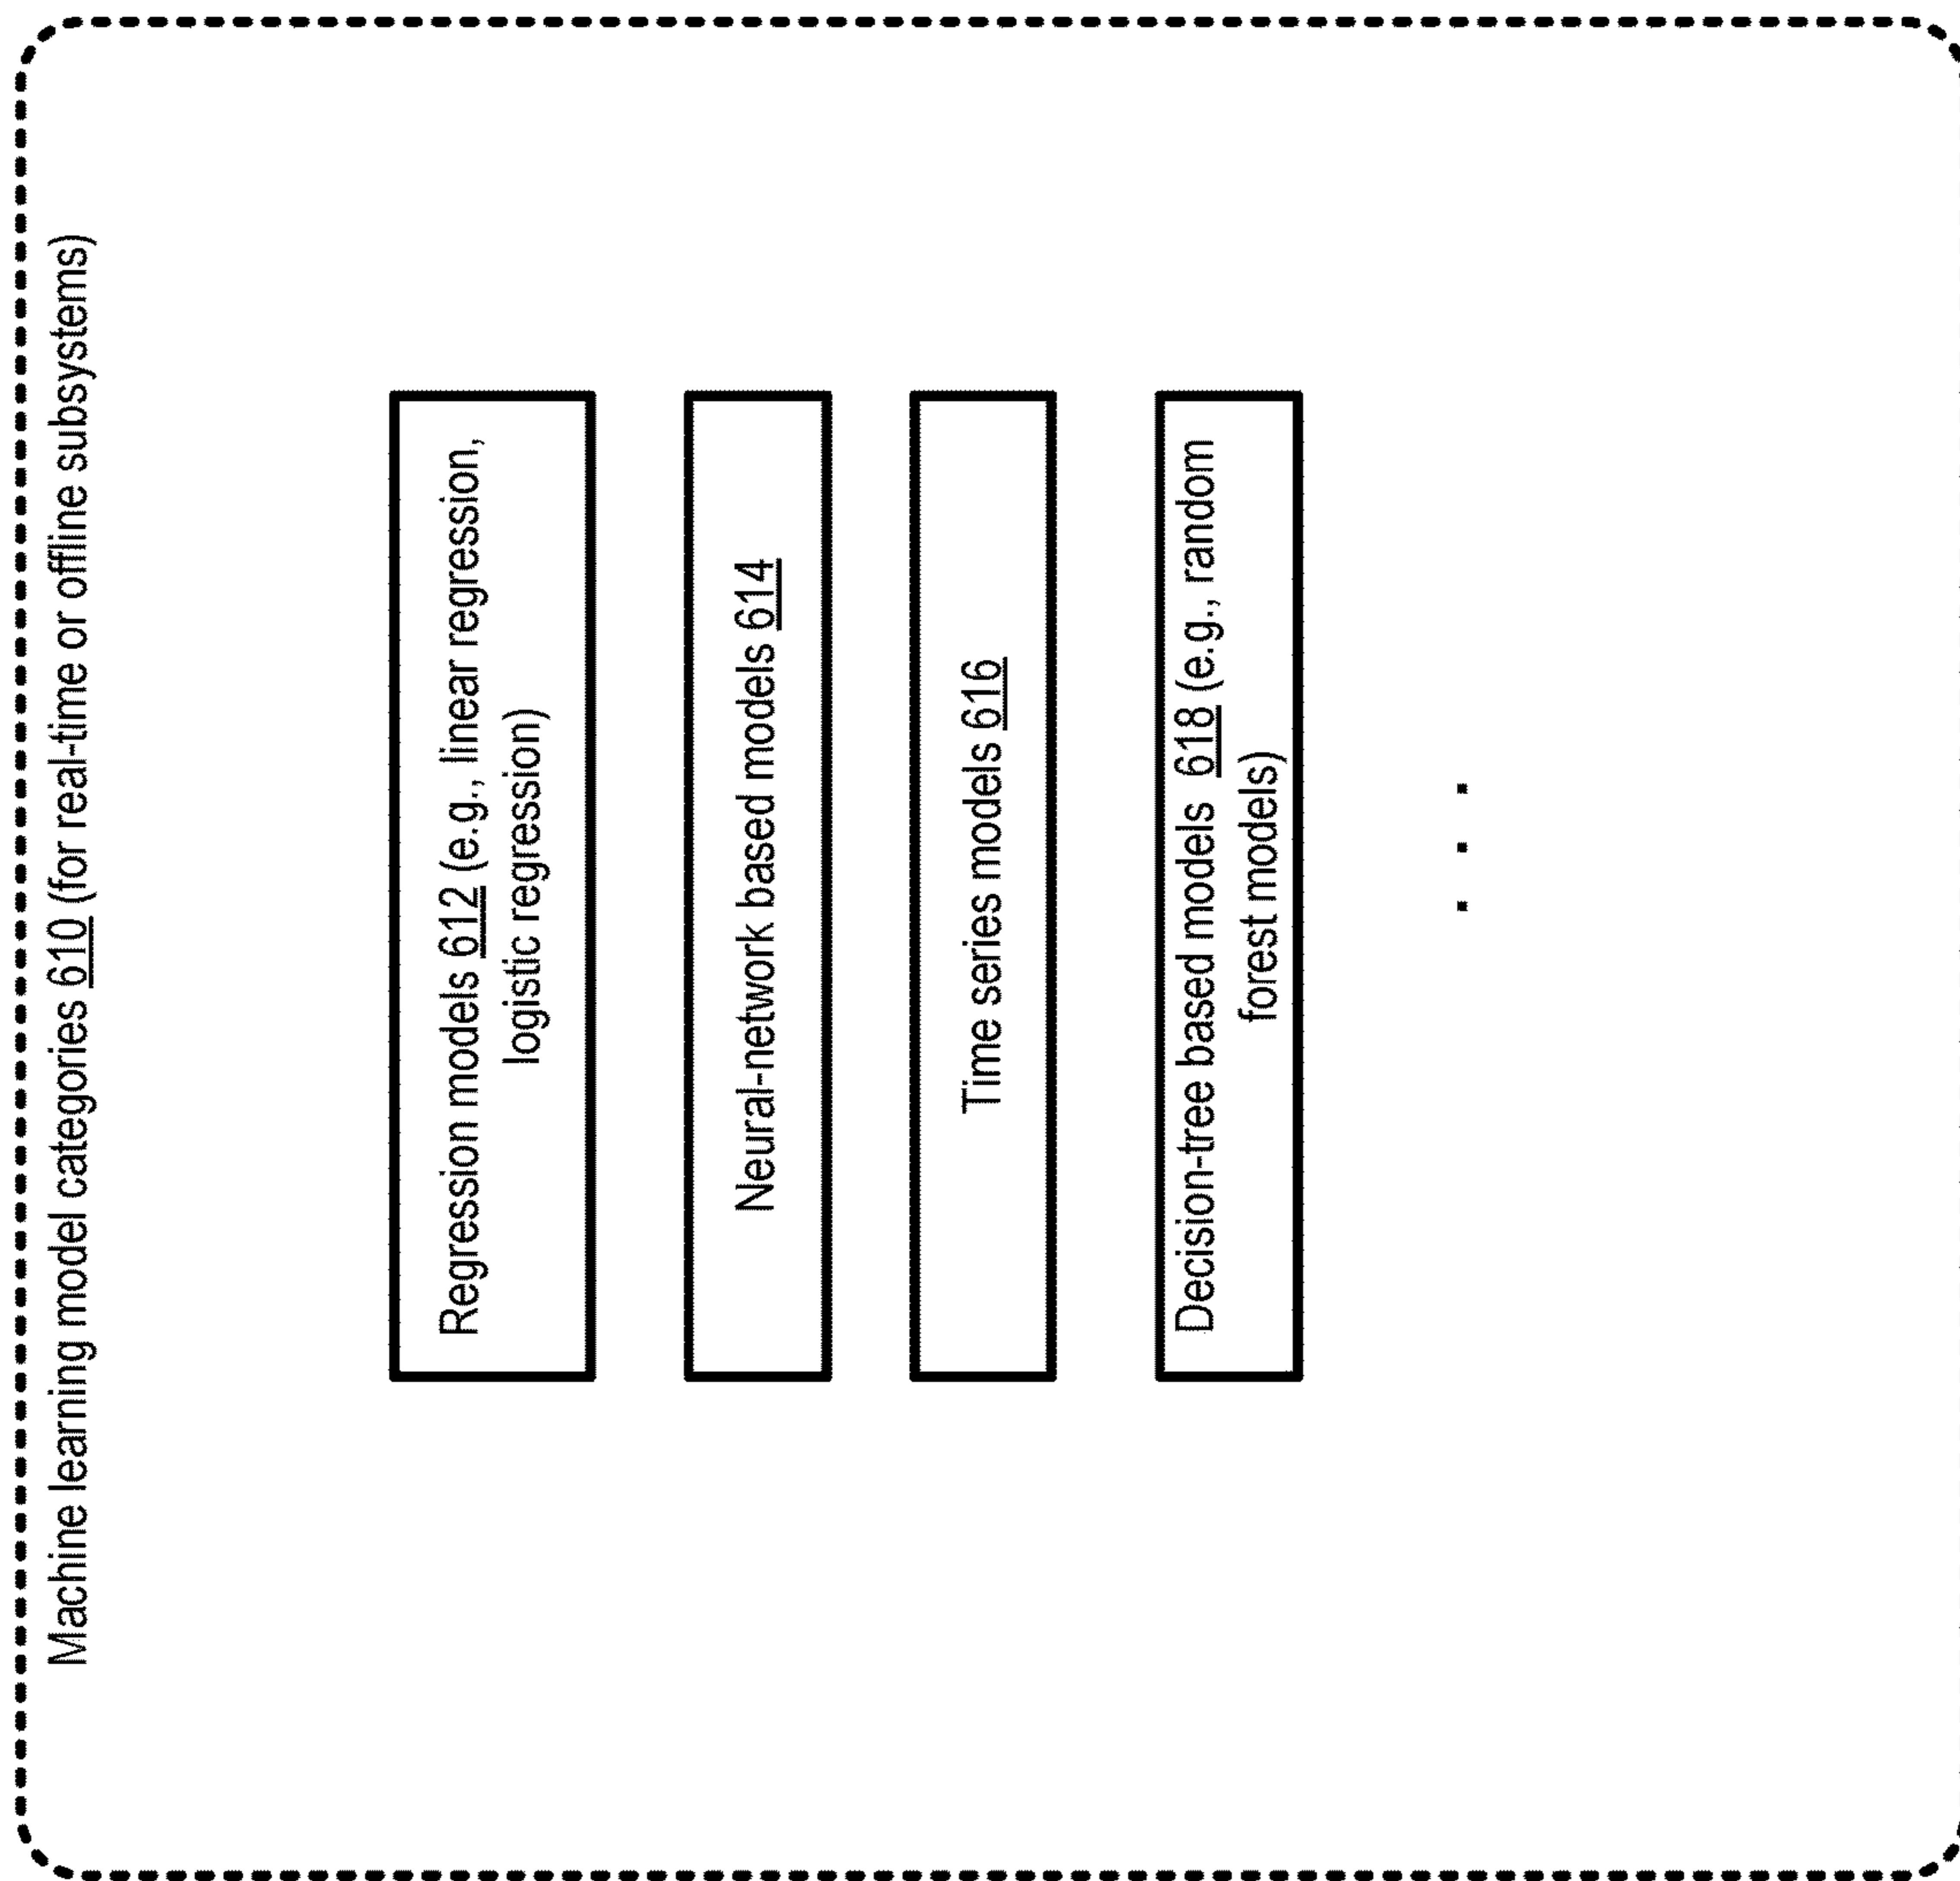 Machine learning model categories 610 (for real-time or offline subsystems)
Regression models 612 (e.g., linear regression,
logistic regression)
Neural-network based models 614
Time series models 616
Decision-tree based models 618 (e.g., random
forest models)
. . .